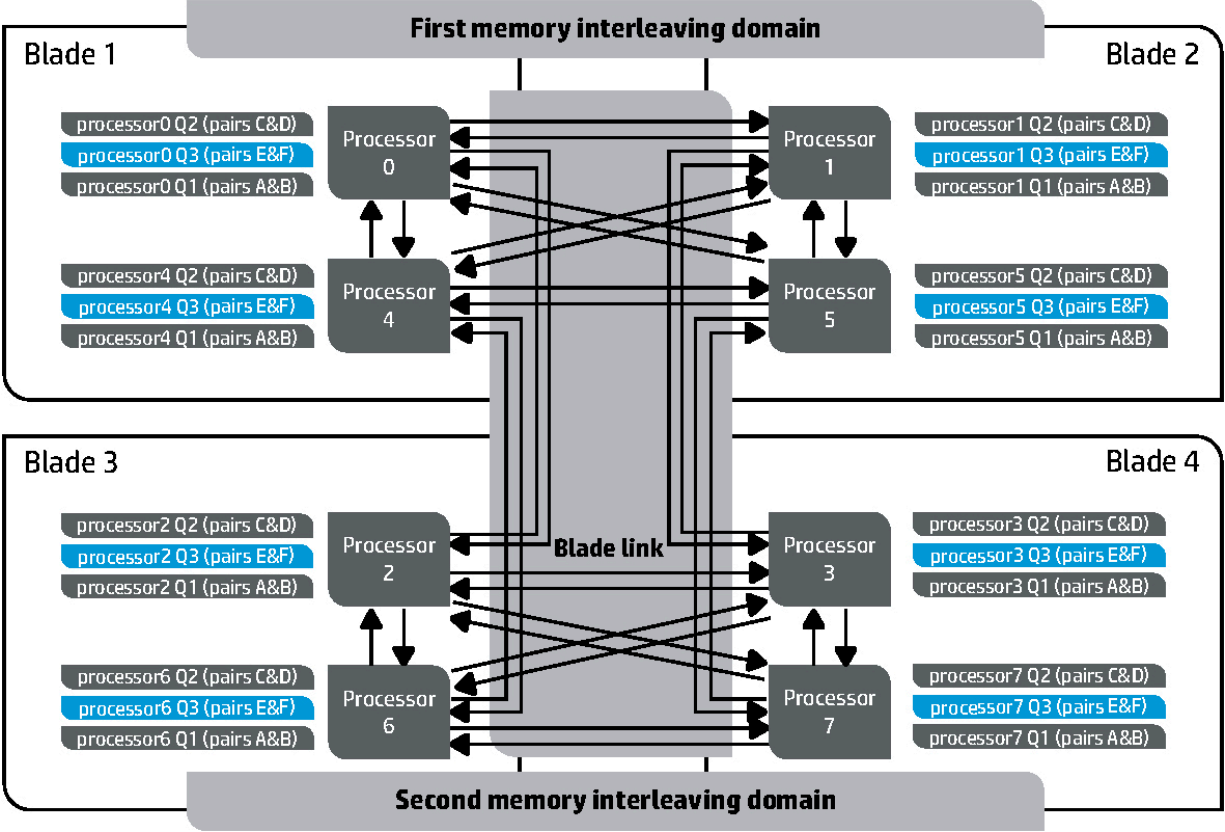 First memory interleaving domain
Blade 1
Blade 2
processor0 Q2 (pairs C&D)
processor0 Q3 (pairs E&F)
processor0 Q1 (pairs A&B)
Processor
0
Processor
1
processor1 Q2 (pairs C&D)
processor1 Q3 (pairs E&F)
processor1 Q1 (pairs A&B)
processor4 Q2 (pairs C&D)
processor4 Q3 (pairs E&F)
processor4 Q1 (pairs A&B)
Processor
4
Processor
5
processor5 Q2 (pairs C&D)
processor5 Q3 (pairs E&F)
processor5 Q1 (pairs A&B)
Blade 3
Blade 4
processor2 Q2 (pairs C&D)
processor2 Q3 (pairs E&F)
processor2 Q1 (pairs A&B)
Processor
2
Blade link
Processor
3
processor3 Q2 (pairs C&D)
processor3 Q3 (pairs E&F)
processor3 Q1 (pairs A&B)
processor6 Q2 (pairs C&D)
processor6 Q3 (pairs E&F)
processor6 Q1 (pairs A&B)
Processor
6
Processor
7
processor7 Q2 (pairs C&D)
processor7 Q3 (pairs E&F)
processor7 Q1 (pairs A&B)
Second memory interleaving domain